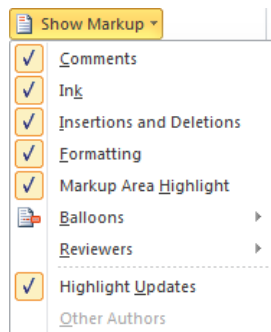 Show Markup
Comments
Ink
Insertions and Deletions
Formatting
Markup Area Highlight
Balloons
Reviewers
Highlight Updates
Other Authors